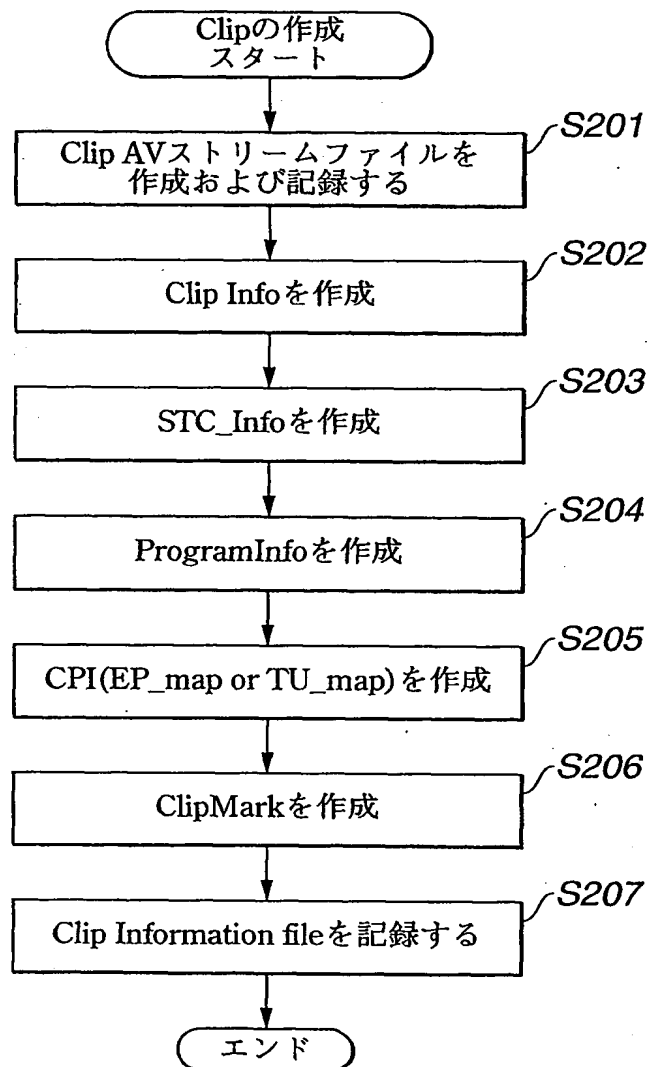 Clipの作成
スタート
S201
Clip AVストリームファイルを
作成および記録する
S202
Clip Infoを作成
S203
STC_Infoを作成
S204
ProgramInfoを作成
S205
CPI(EP_map or TU_map)を作成
S206
ClipMarkを作成
S207
Clip Information fileを記録する
エンド